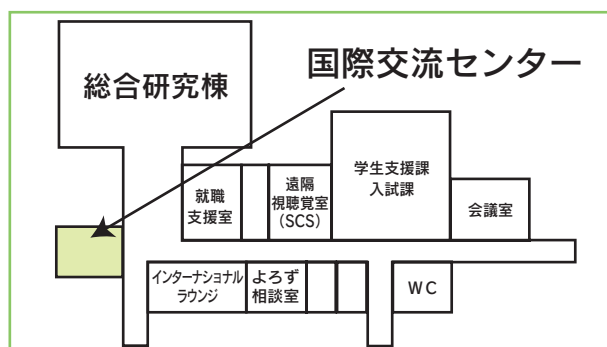 国際交流センター
総合研究棟
学生支援課
入試課
就職
支援室
遠隔
視聴覚室
(SCS)
会議室
インターナショナル
ラウンジ
よろず
相談室
WC